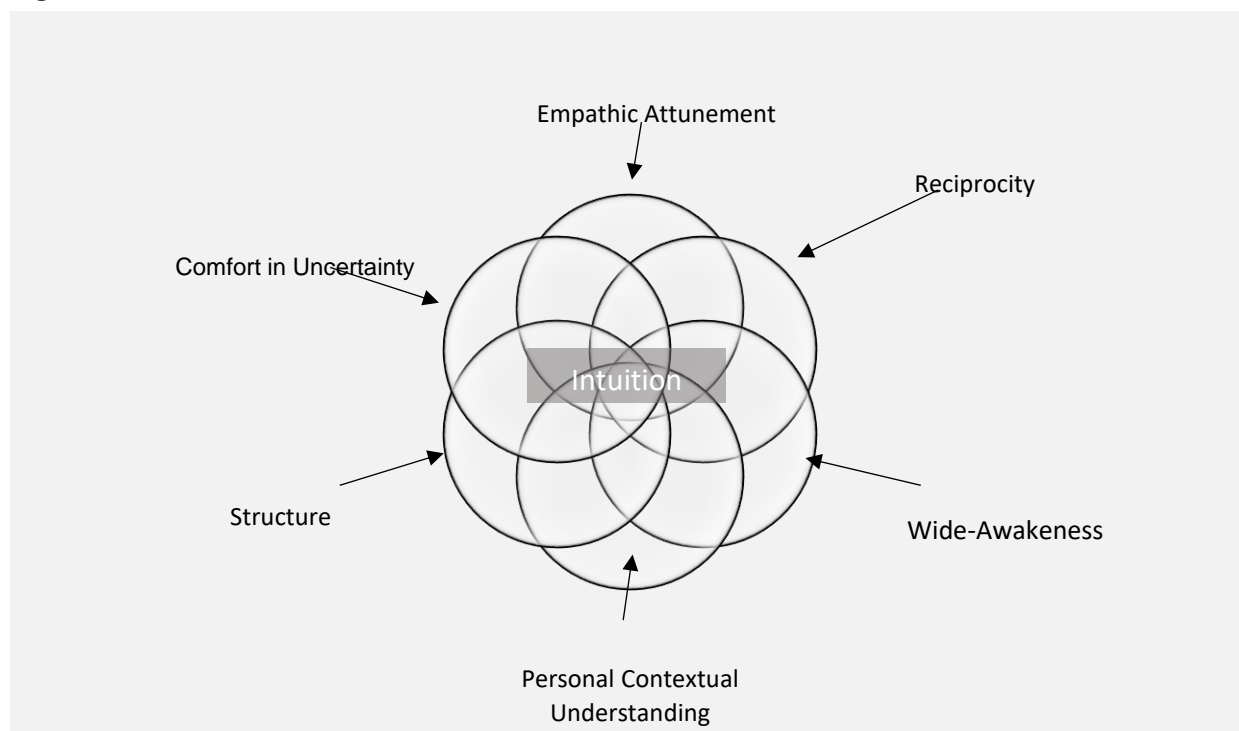 Empathic Attunement
Reciprocity
Comfort in Uncertainty
Intuition
Structure
Wide-Awakeness
Personal Contextual
Understanding